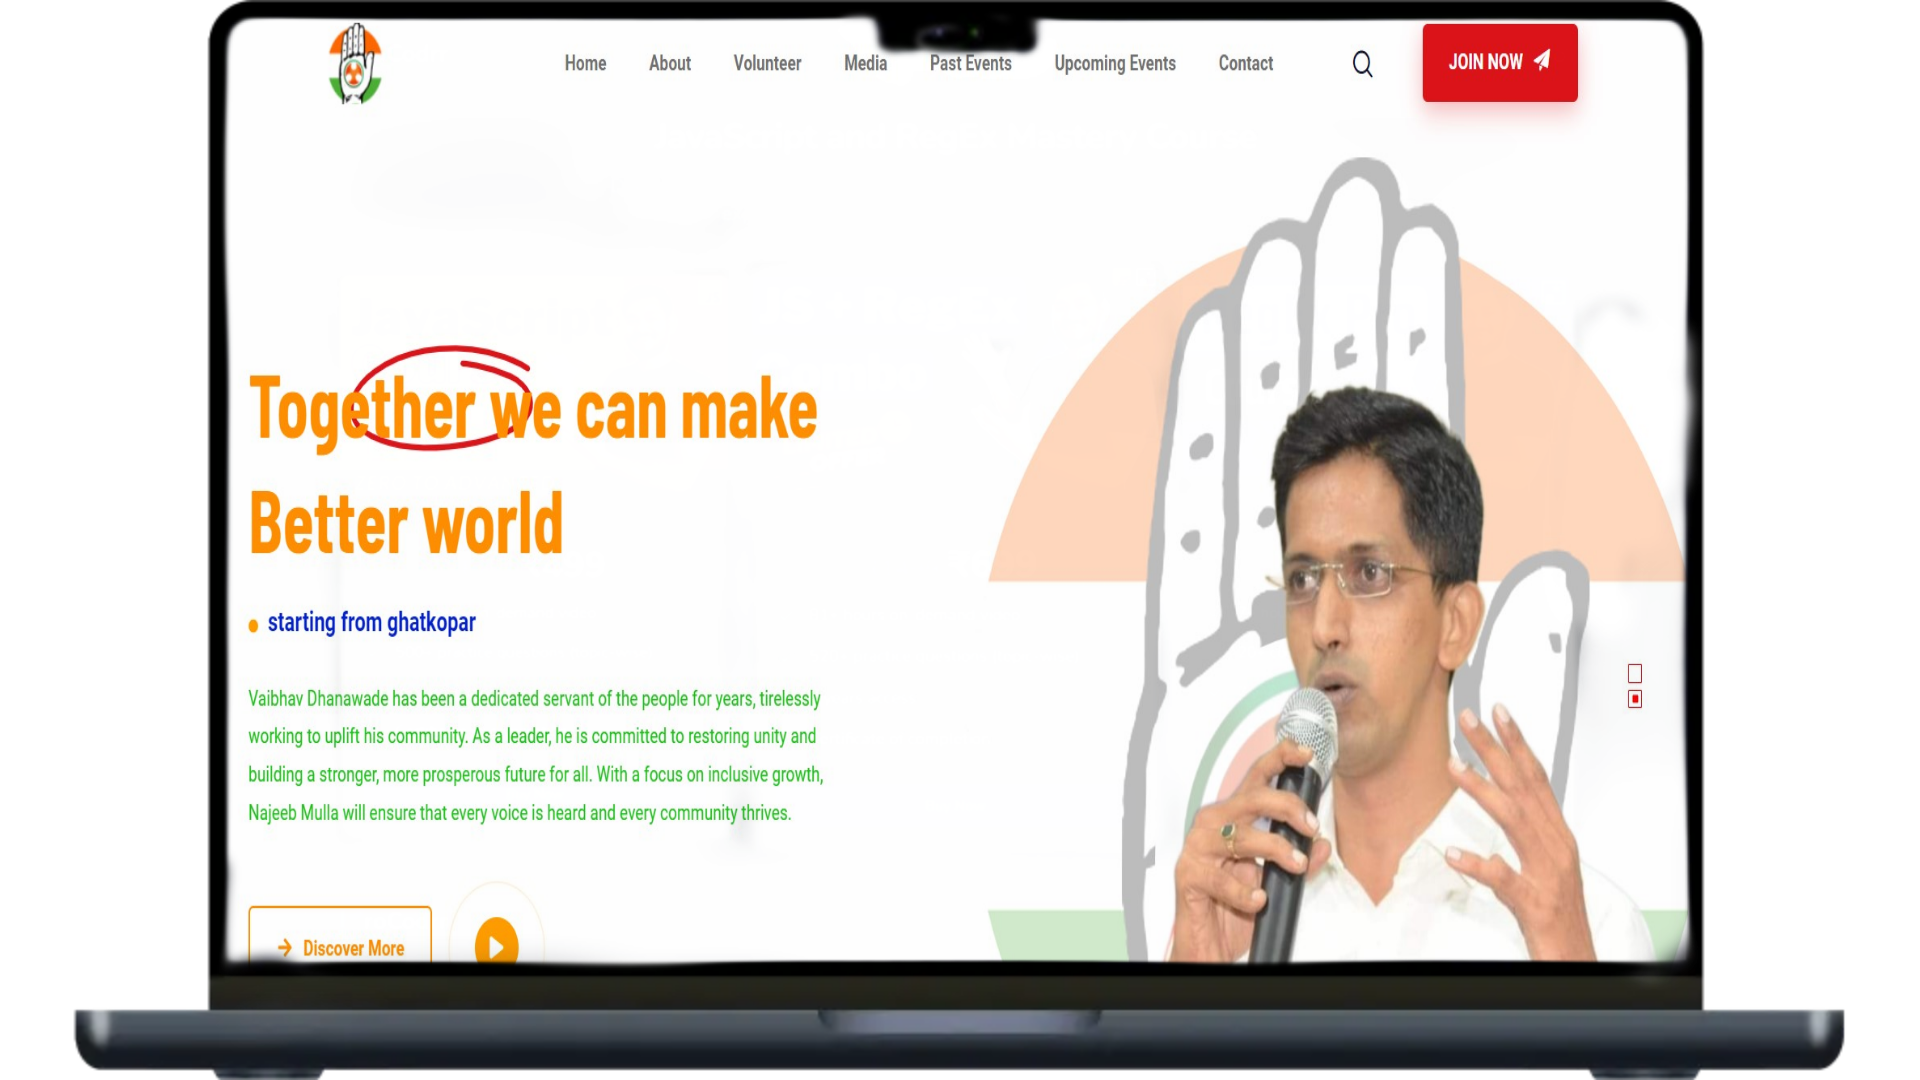 Home About Volunteer Media Past Events Upcoming Events Contact JOIN NOW
Together we can make
Better world
starting from ghatkopar
Vaibhav Dhanawade has been a dedicated servant of the people for years, tirelessly
working to uplift his community. As a leader, he is committed to restoring unity and
building a stronger, more prosperous future for all. With a focus on inclusive growth,
Najeeb Mulla will ensure that every voice is heard and every community thrives.
Discover More